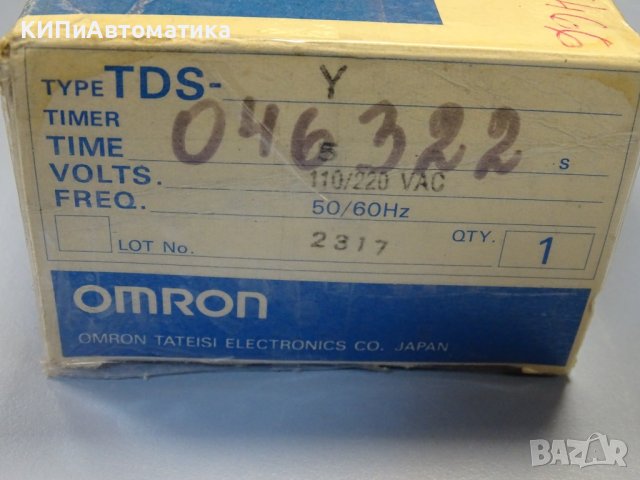 КИПиАвтоматика
TYPE TDS- Y
TIMER
TIME 5 s
046322
VOLTS. 110/220 VAC
FREQ. 50/60Hz
LOT No. 2317 QTY. 1
OMRON
OMRON TATEISI ELECTRONICS CO. JAPAN
BAZAR